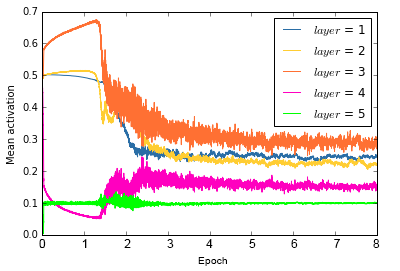 0.7
0.6
0.5
0.4
0.3
0.2
0.1
0.0
Mean activation
0 1 2 3 4 5 6 7 8
Epoch
layer = 1
layer = 2
layer = 3
layer = 4
layer = 5